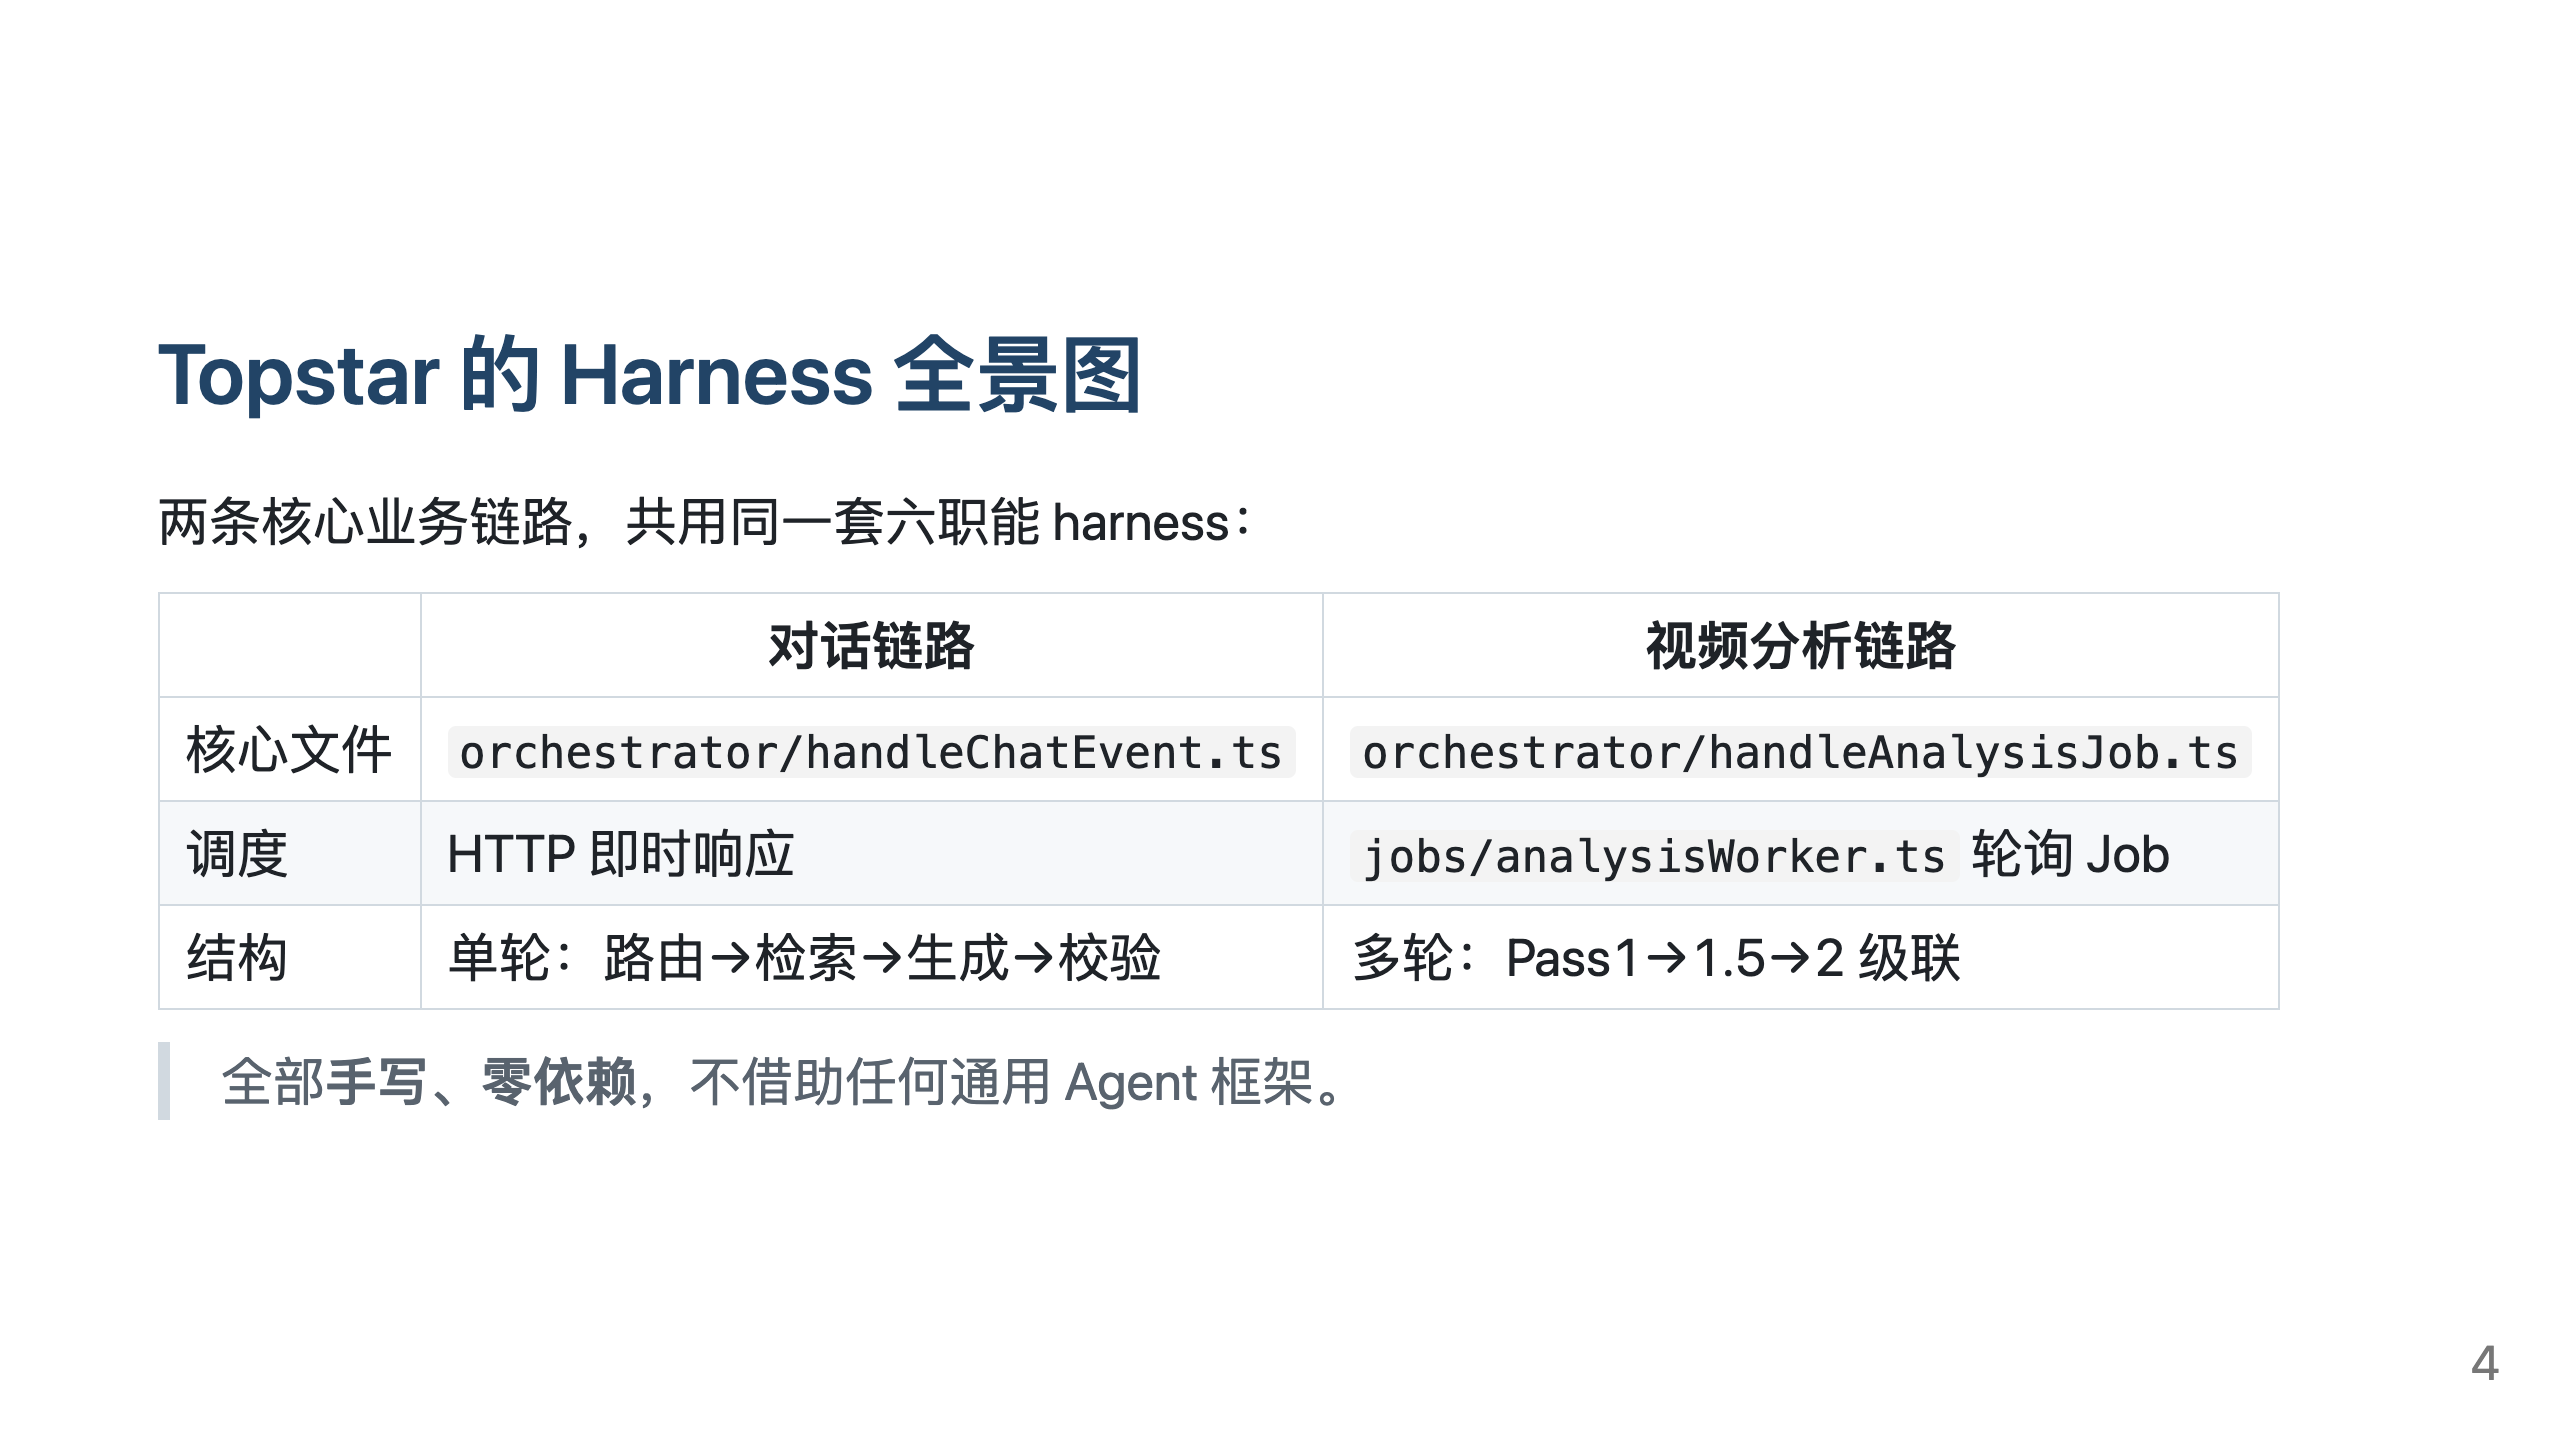 Topstar 的 Harness 全景图
两条核心业务链路，共用同一套六职能 harness：
对话链路 视频分析链路
核心文件 orchestrator/handleChatEvent.ts orchestrator/handleAnalysisJob.ts
调度 HTTP 即时响应 jobs/analysisWorker.ts 轮询 Job
结构 单轮：路由→检索→生成→校验 多轮：Pass1→1.5→2 级联
全部手写、零依赖，不借助任何通用 Agent 框架。
4